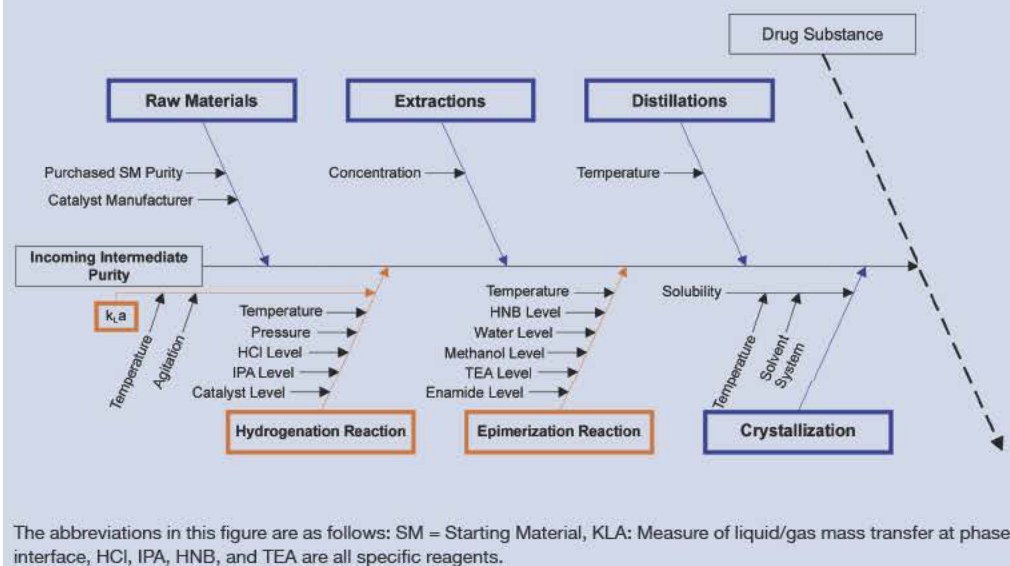 Drug Substance
Raw Materials
Extractions
Distillations
Purchased SM Purity
Catalyst Manufacturer
Concentration
Temperature
Incoming Intermediate
Purity
kLa
Temperature
Agitation
Temperature
Pressure
HCl Level
IPA Level
Catalyst Level
Hydrogenation Reaction
Temperature
HNB Level
Water Level
Methanol Level
TEA Level
Enamide Level
Epimerization Reaction
Solubility
Temperature
Solvent
System
Crystallization
The abbreviations in this figure are as follows: SM = Starting Material, KLA: Measure of liquid/gas mass transfer at phase
interface, HCl, IPA, HNB, and TEA are all specific reagents.